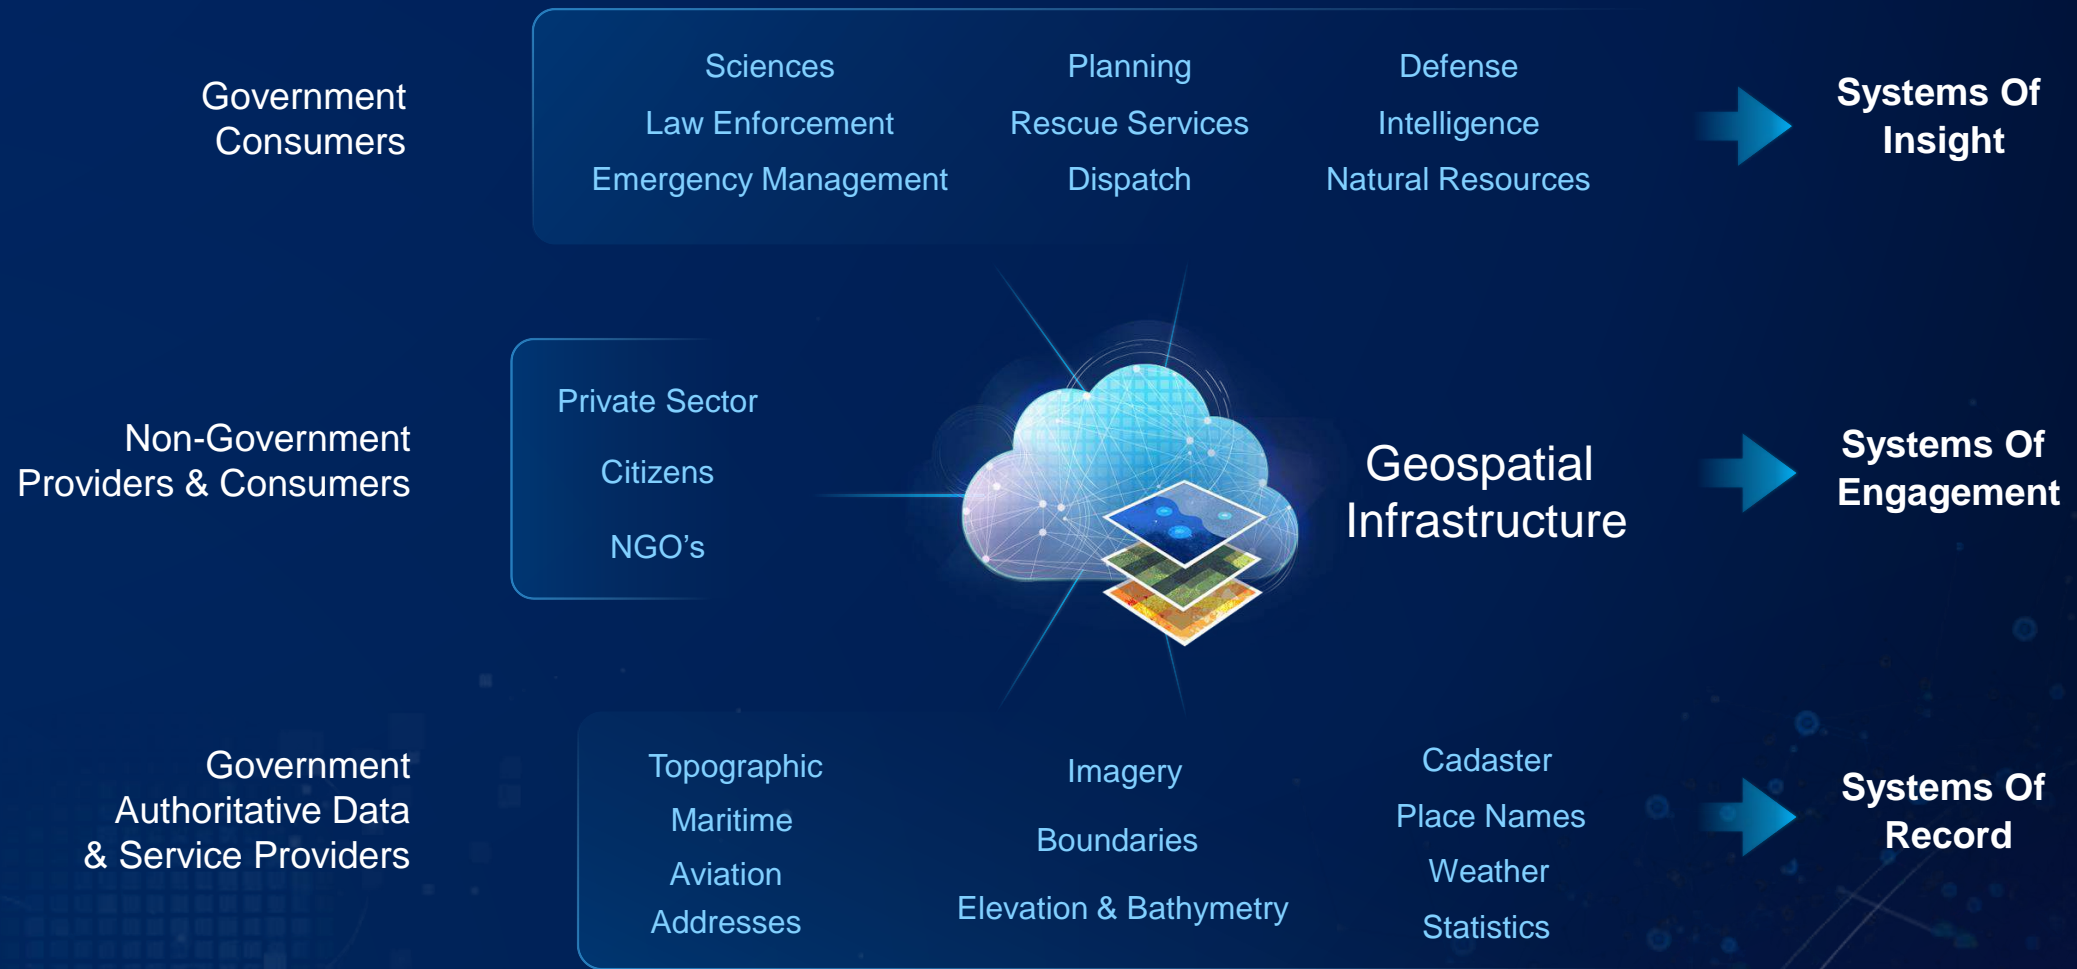 Government
Consumers
Sciences
Planning
Defense
Law Enforcement
Rescue Services
Intelligence
Emergency Management
Dispatch
Natural Resources
Systems Of
Insight
Non-Government
Providers & Consumers
Private Sector
Citizens
NGO’s
Geospatial
Infrastructure
Systems Of
Engagement
Government
Authoritative Data
& Service Providers
Topographic
Maritime
Aviation
Addresses
Imagery
Boundaries
Elevation & Bathymetry
Cadaster
Place Names
Weather
Statistics
Systems Of
Record